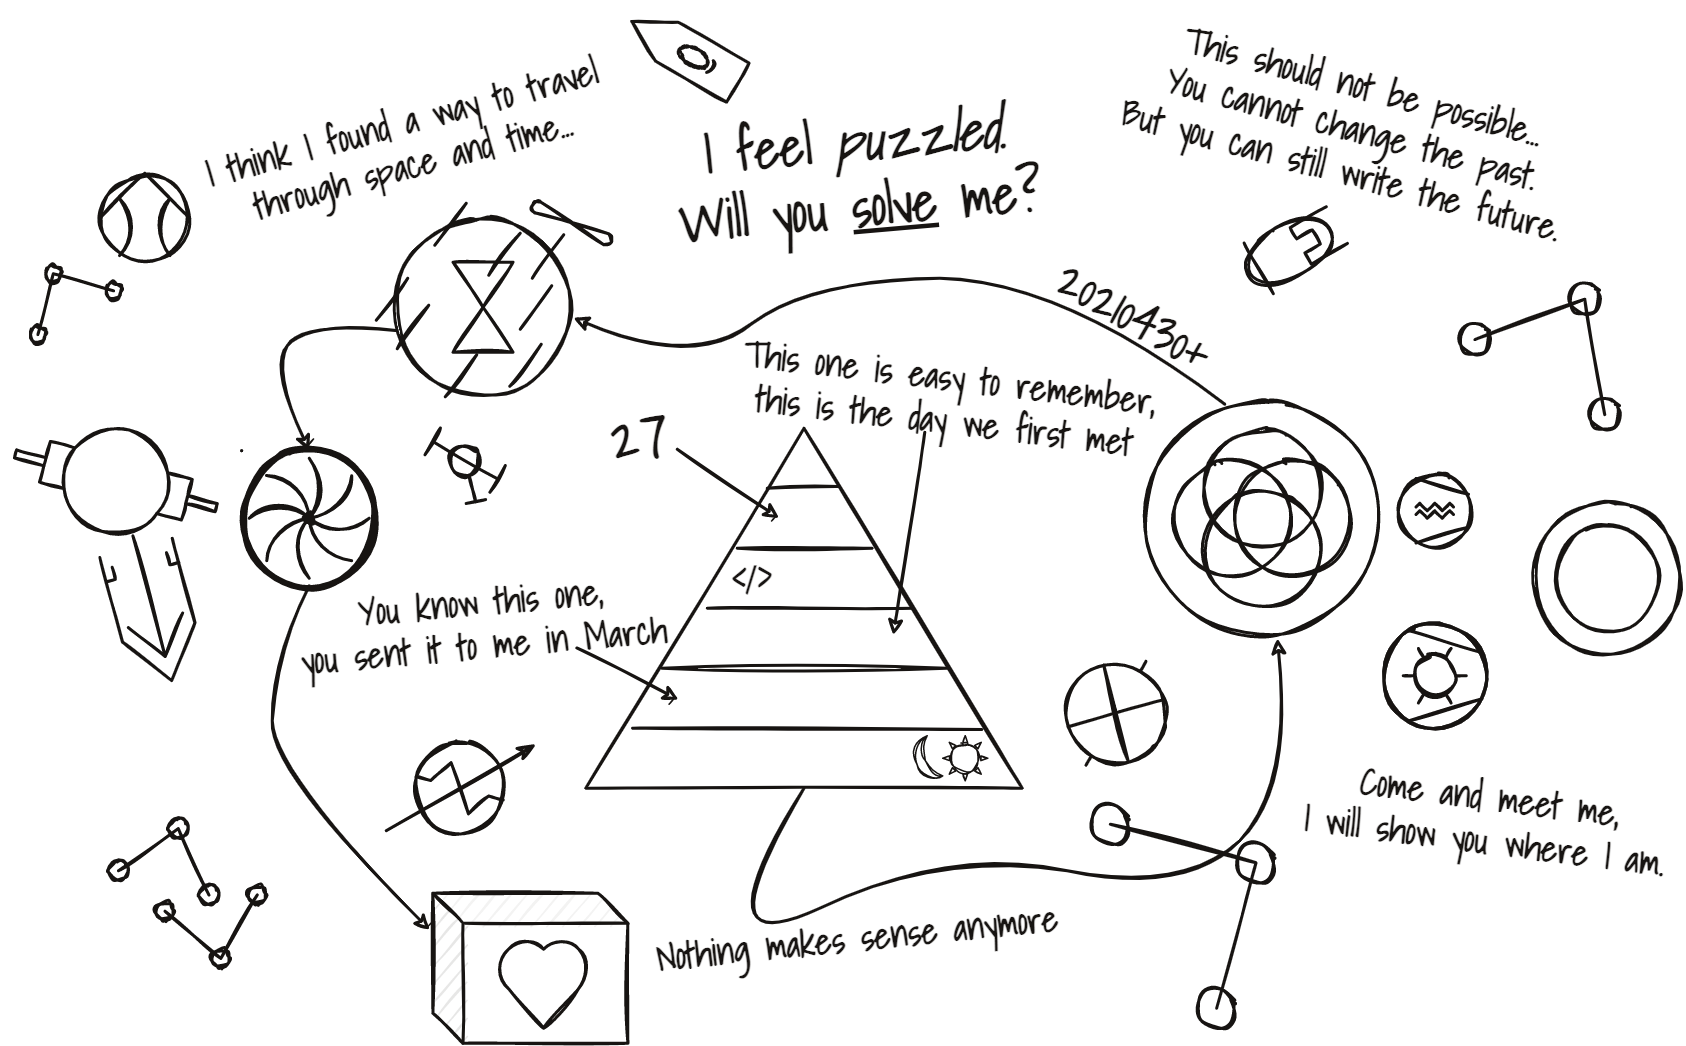 I think I found a way to travel
through space and time...
I feel puzzled.
Will you solve me?
This should not be possible...
You cannot change the past.
But you can still write the future.
20210430+
This one is easy to remember,
this is the day we first met
27
</>
You know this one,
you sent it to me in March
Come and meet me,
I will show you where I am.
Nothing makes sense anymore